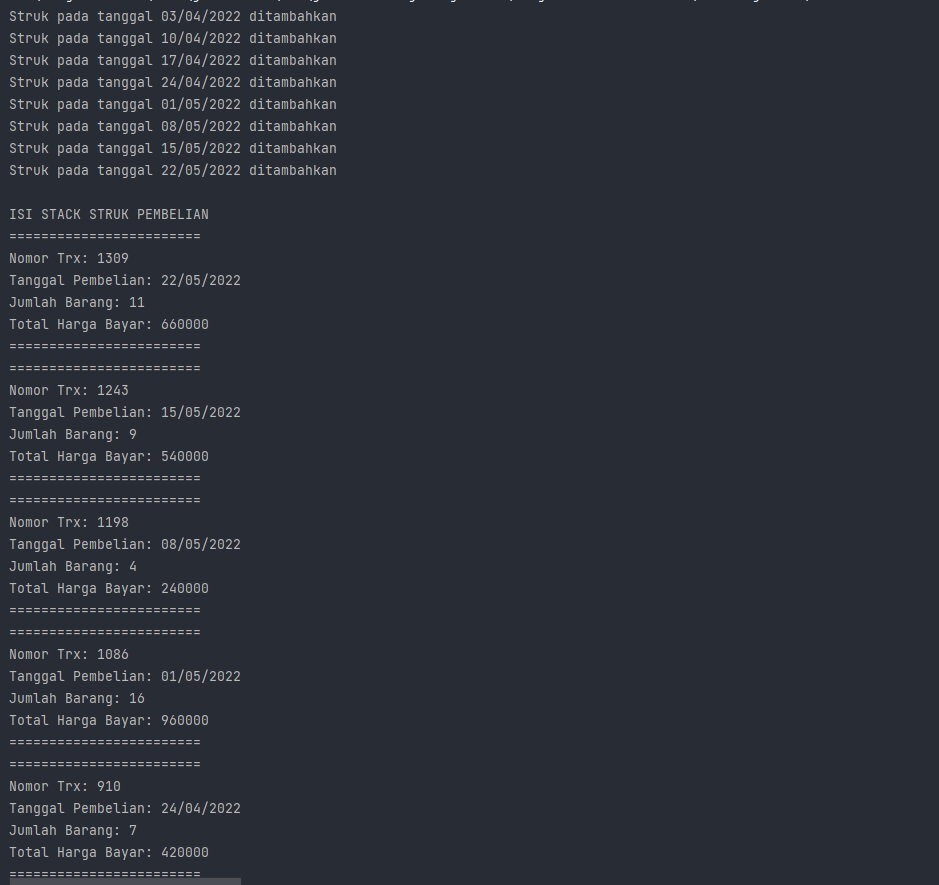 Struk pada tanggal 03/04/2022 ditambahkan
Struk pada tanggal 10/04/2022 ditambahkan
Struk pada tanggal 17/04/2022 ditambahkan
Struk pada tanggal 24/04/2022 ditambahkan
Struk pada tanggal 01/05/2022 ditambahkan
Struk pada tanggal 08/05/2022 ditambahkan
Struk pada tanggal 15/05/2022 ditambahkan
Struk pada tanggal 22/05/2022 ditambahkan
ISI STACK STRUK PEMBELIAN
========================
Nomor Trx: 1309
Tanggal Pembelian: 22/05/2022
Jumlah Barang: 11
Total Harga Bayar: 660000
========================
========================
Nomor Trx: 1243
Tanggal Pembelian: 15/05/2022
Jumlah Barang: 9
Total Harga Bayar: 540000
========================
========================
Nomor Trx: 1198
Tanggal Pembelian: 08/05/2022
Jumlah Barang: 4
Total Harga Bayar: 240000
========================
========================
Nomor Trx: 1086
Tanggal Pembelian: 01/05/2022
Jumlah Barang: 16
Total Harga Bayar: 960000
========================
========================
Nomor Trx: 910
Tanggal Pembelian: 24/04/2022
Jumlah Barang: 7
Total Harga Bayar: 420000
========================